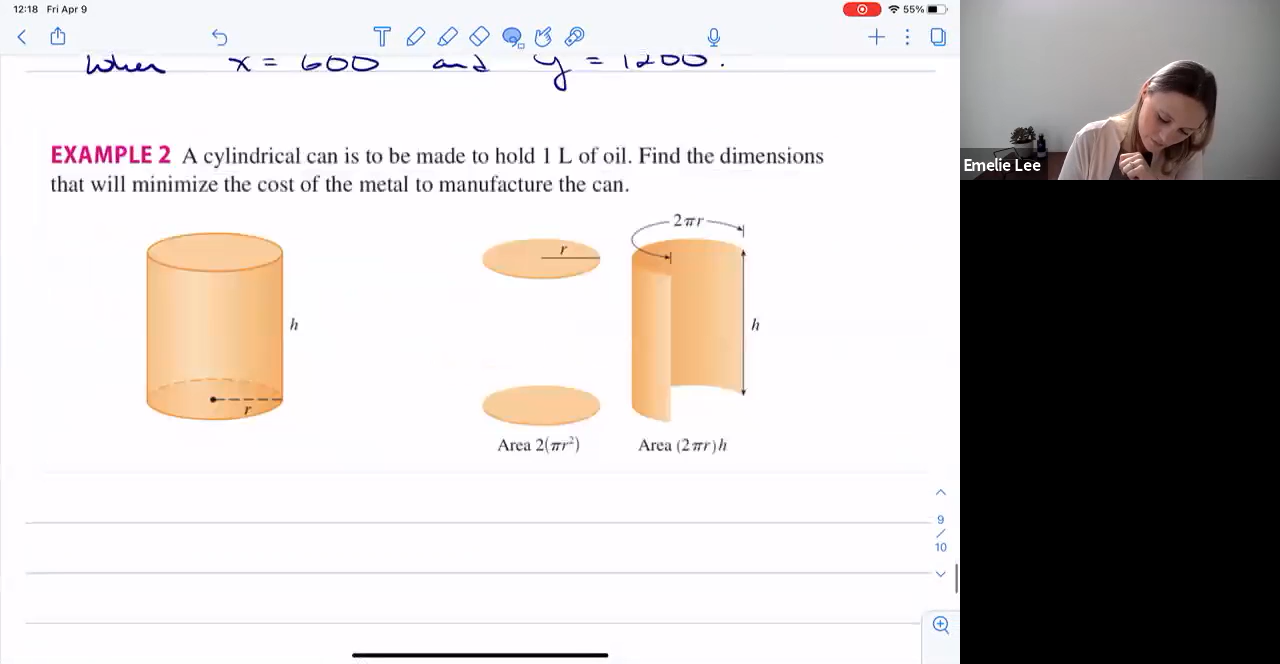 12:18 Fri Apr 9
55%
when x = 600 and y = 1200.
EXAMPLE 2 A cylindrical can is to be made to hold 1 L of oil. Find the dimensions
that will minimize the cost of the metal to manufacture the can.
2πr
r
h
h
r
Area 2(πr²)
Area (2πr)h
9
/
10
Emelie Lee